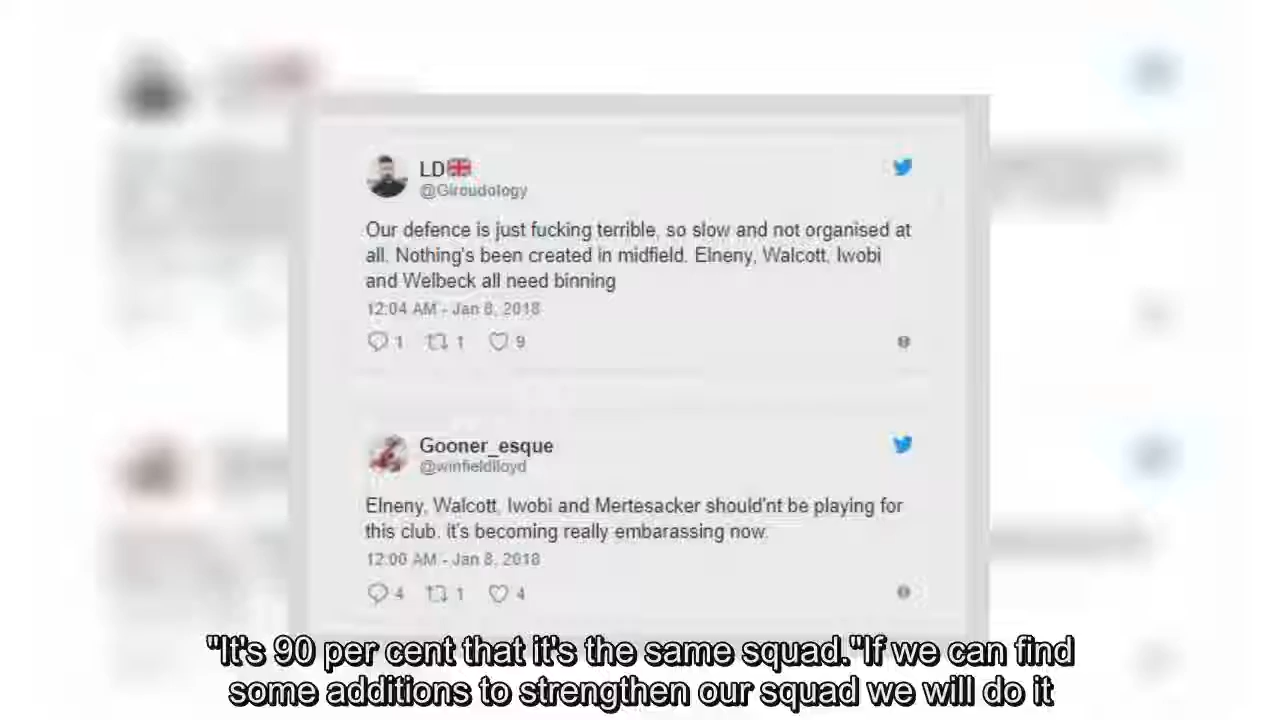 LD🇬🇧
@Giroudology
Our defence is just fucking terrible, so slow and not organised at
all. Nothing's been created in midfield. Elneny, Walcott, Iwobi
and Welbeck all need binning
12:04 AM - Jan 8, 2018
1 1 9
Gooner_esque
@winfieldlloyd
Elneny, Walcott, Iwobi and Mertesacker should'nt be playing for
this club. It's becoming really embarassing now.
12:00 AM - Jan 8, 2018
4 1 4
"It's 90 per cent that it's the same squad."If we can find
some additions to strengthen our squad we will do it